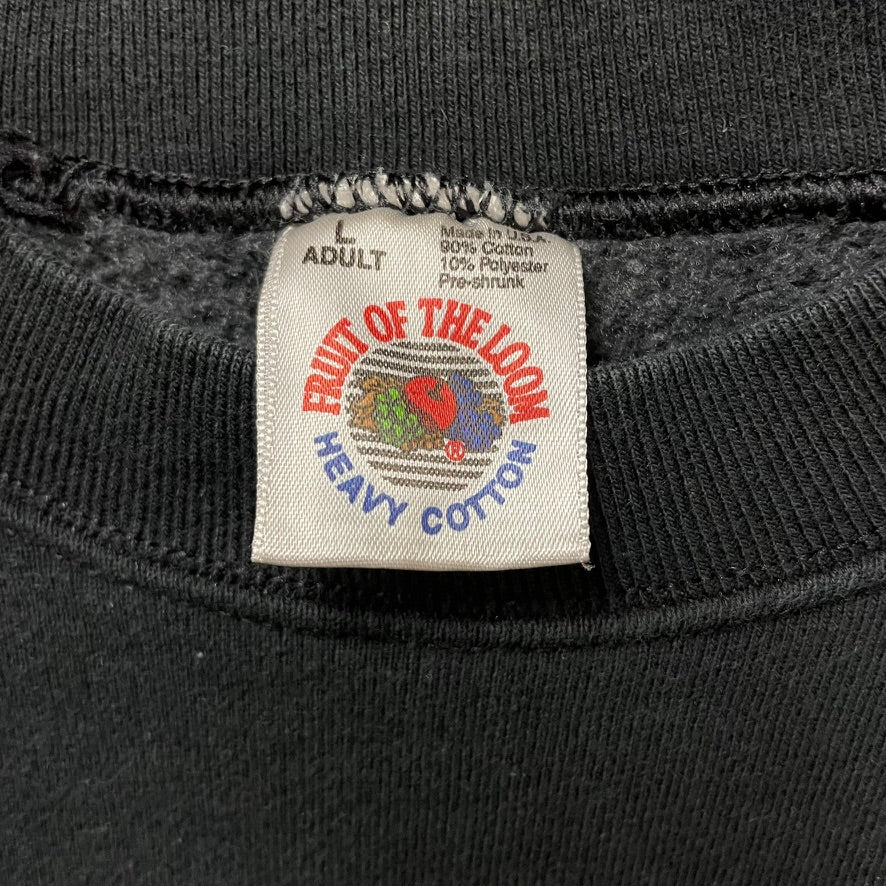 L
ADULT
Made in U.S.A.
90% Cotton
10% Polyester
Pre-shrunk
FRUIT OF THE LOOM
®
HEAVY COTTON